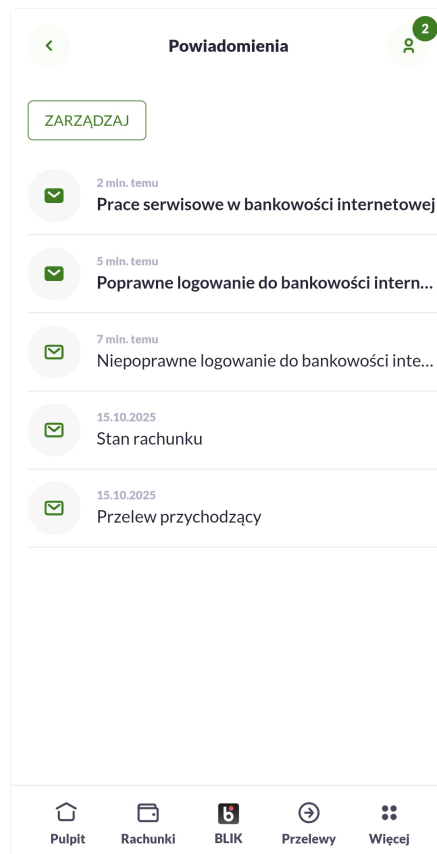 Powiadomienia
2
ZARZĄDZAJ
2 min. temu
Prace serwisowe w bankowości internetowej
5 min. temu
Poprawne logowanie do bankowości intern...
7 min. temu
Niepoprawne logowanie do bankowości inte...
15.10.2025
Stan rachunku
15.10.2025
Przelew przychodzący
Pulpit Rachunki BLIK Przelewy Więcej